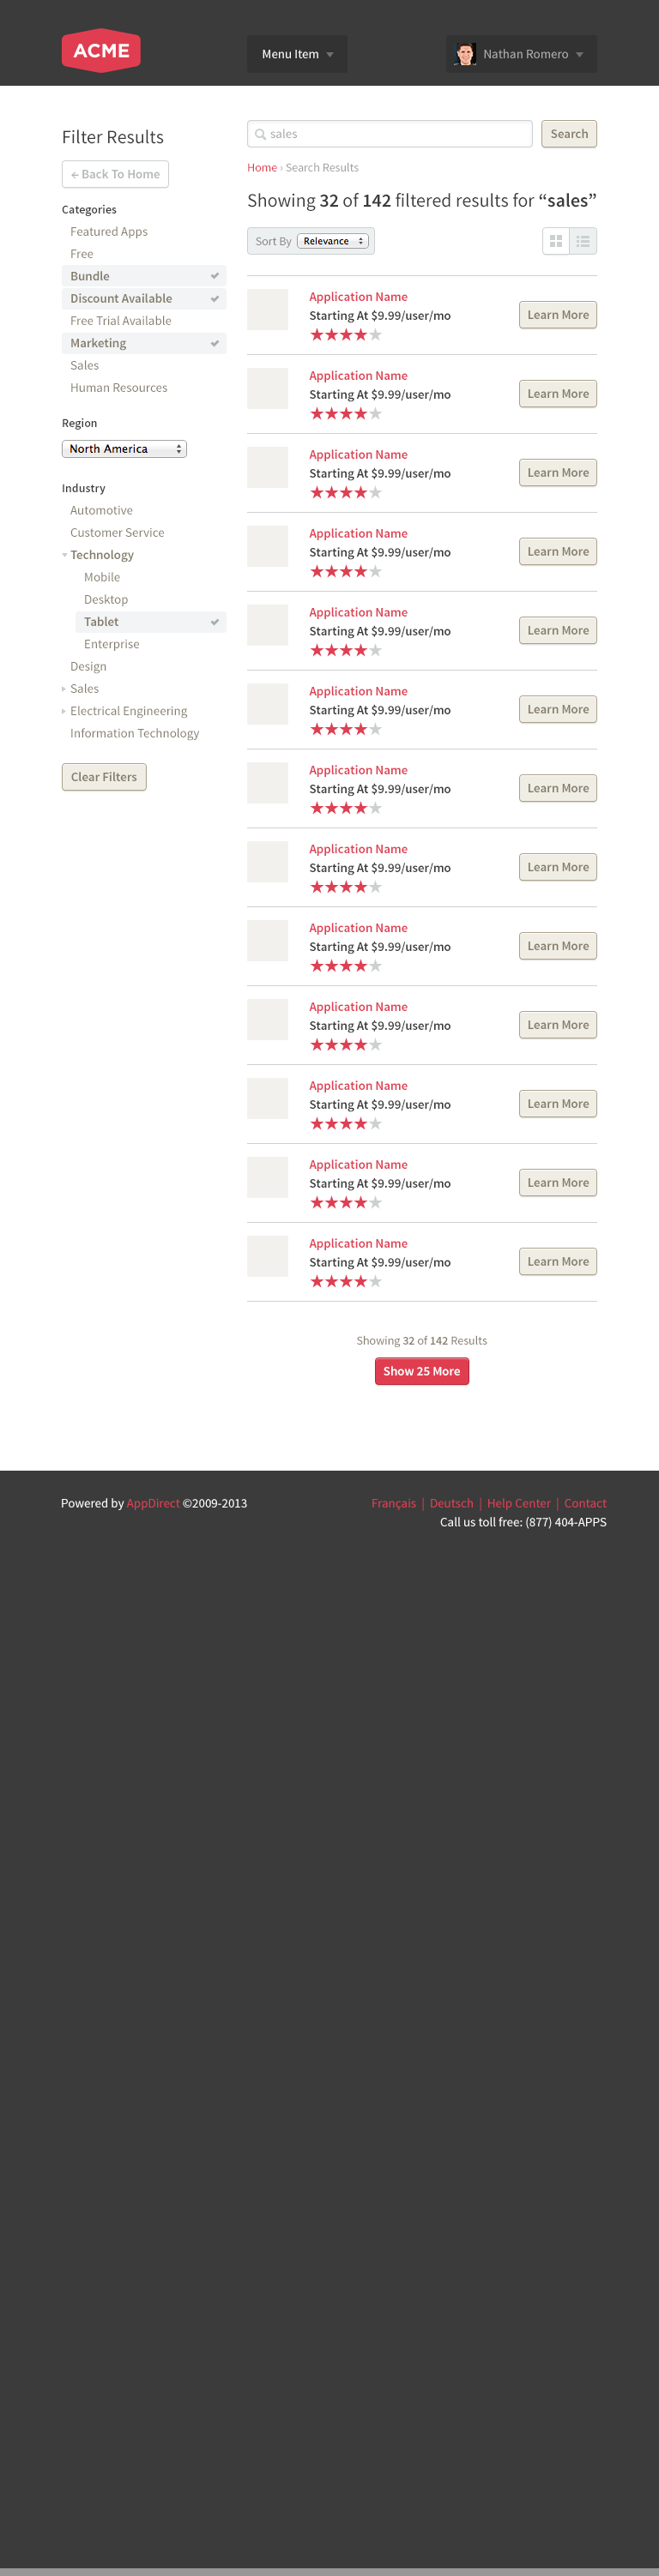 ACME
Menu Item
Nathan Romero
Filter Results
← Back To Home
Categories
Featured Apps
Free
Bundle
Discount Available
Free Trial Available
Marketing
Sales
Human Resources
Region
North America
Industry
Automotive
Customer Service
Technology
Mobile
Desktop
Tablet
Enterprise
Design
Sales
Electrical Engineering
Information Technology
Clear Filters
sales
Search
Home › Search Results
Showing 32 of 142 filtered results for “sales”
Sort By Relevance
Application Name
Starting At $9.99/user/mo
Learn More
Application Name
Starting At $9.99/user/mo
Learn More
Application Name
Starting At $9.99/user/mo
Learn More
Application Name
Starting At $9.99/user/mo
Learn More
Application Name
Starting At $9.99/user/mo
Learn More
Application Name
Starting At $9.99/user/mo
Learn More
Application Name
Starting At $9.99/user/mo
Learn More
Application Name
Starting At $9.99/user/mo
Learn More
Application Name
Starting At $9.99/user/mo
Learn More
Application Name
Starting At $9.99/user/mo
Learn More
Application Name
Starting At $9.99/user/mo
Learn More
Application Name
Starting At $9.99/user/mo
Learn More
Application Name
Starting At $9.99/user/mo
Learn More
Showing 32 of 142 Results
Show 25 More
Powered by AppDirect ©2009-2013
Français | Deutsch | Help Center | Contact
Call us toll free: (877) 404-APPS